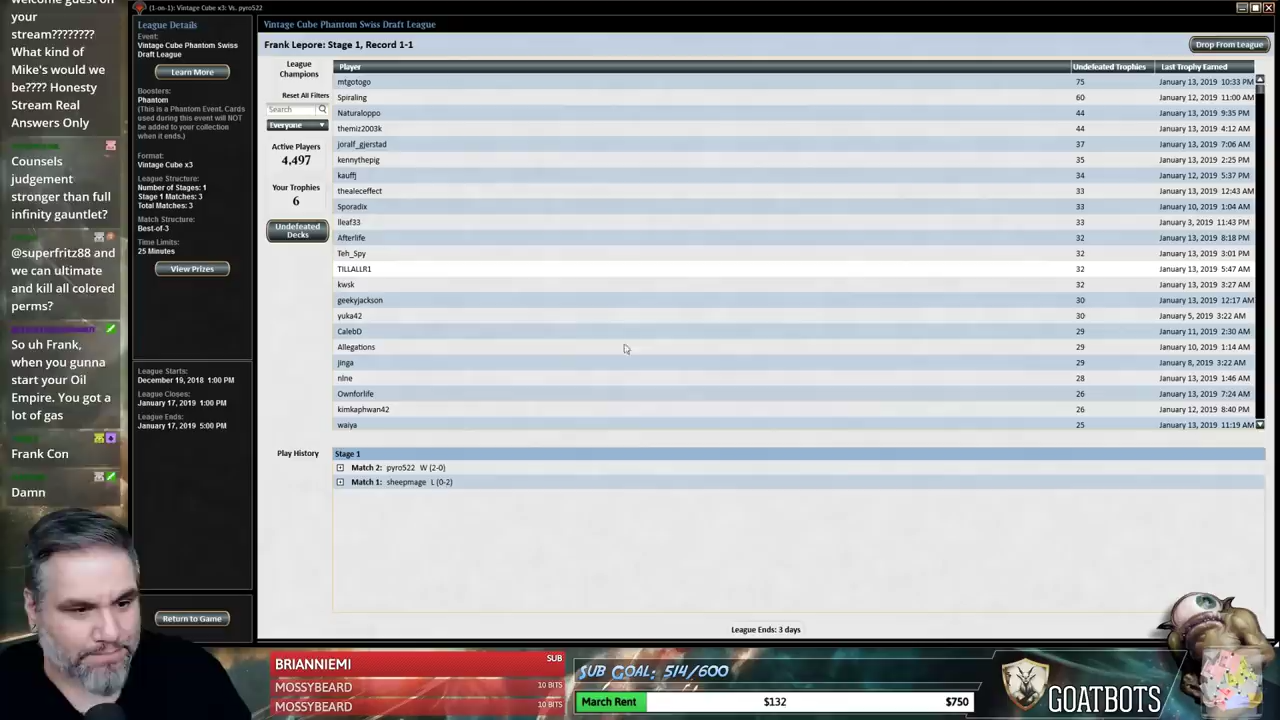 (1-on-1): Vintage Cube x3: Vs. pyro522
welcome guest on
your
stream????????
What kind of
Mike's would we
be???? Honesty
Stream Real
Answers Only
Counsels
judgement
stronger than full
infinity gauntlet?
@superfritz88 and
we can ultimate
and kill all colored
perms?
So uh Frank,
when you gunna
start your Oil
Empire. You got a
lot of gas
Frank Con
Damn
League Details
Event:
Vintage Cube Phantom Swiss
Draft League
Learn More
Boosters:
Phantom
(This is a Phantom Event. Cards
used during this event will NOT
be added to your collection
when it ends.)
Format:
Vintage Cube x3
League Structure:
Number of Stages: 1
Stage 1 Matches: 3
Total Matches: 3
Match Structure:
Best-of-3
Time Limits:
25 Minutes
View Prizes
League Starts:
December 19, 2018 1:00 PM
League Closes:
January 17, 2019 1:00 PM
League Ends:
January 17, 2019 5:00 PM
Return to Game
Vintage Cube Phantom Swiss Draft League
Frank Lepore: Stage 1, Record 1-1
Drop From League
League
Champions
Reset All Filters
Search
Everyone
Active Players
4,497
Your Trophies
6
Undefeated
Decks
Player Undefeated Trophies Last Trophy Earned
mtgotogo 75 January 13, 2019 10:33 PM
Spiraling 60 January 12, 2019 11:00 AM
Naturaloppo 44 January 13, 2019 9:35 PM
themiz2003k 44 January 13, 2019 4:12 AM
joralf_gjerstad 37 January 13, 2019 7:06 AM
kennythepig 35 January 13, 2019 2:25 PM
kauffj 34 January 12, 2019 5:37 PM
thealeceffect 33 January 13, 2019 12:43 AM
Sporadix 33 January 10, 2019 1:04 AM
lleaf33 33 January 3, 2019 11:43 PM
Afterlife 32 January 13, 2019 8:18 PM
Teh_Spy 32 January 13, 2019 3:01 PM
TILLALLR1 32 January 13, 2019 5:47 AM
kwsk 32 January 13, 2019 3:27 AM
geekyjackson 30 January 13, 2019 12:17 AM
yuka42 30 January 5, 2019 3:22 AM
CalebD 29 January 11, 2019 2:30 AM
Allegations 29 January 10, 2019 1:14 AM
jinga 29 January 8, 2019 3:22 AM
nIne 28 January 13, 2019 1:46 AM
Ownforlife 26 January 13, 2019 7:24 AM
kimkaphwan42 26 January 12, 2019 8:40 PM
waiya 25 January 13, 2019 11:19 AM
Play History
Stage 1
Match 2: pyro522 W (2-0)
Match 1: sheepmage L (0-2)
League Ends: 3 days
BRIANNIEMI SUB
MOSSYBEARD 10 BITS
MOSSYBEARD 10 BITS
SUB GOAL: 514/600
March Rent $132 $750
GOATBOTS